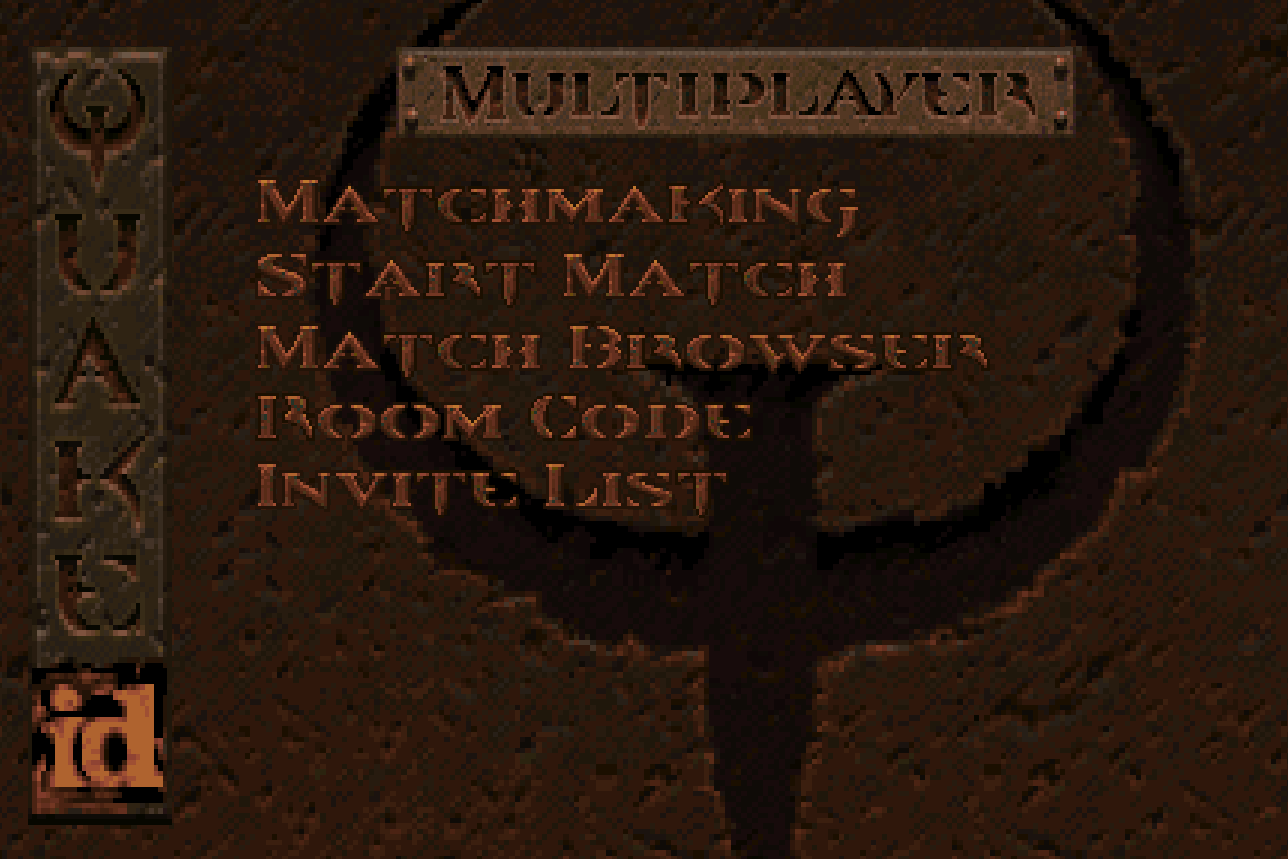 QUAKE
id
MULTIPLAYER
MATCHMAKING
START MATCH
MATCH BROWSER
ROOM CODE
INVITE LIST